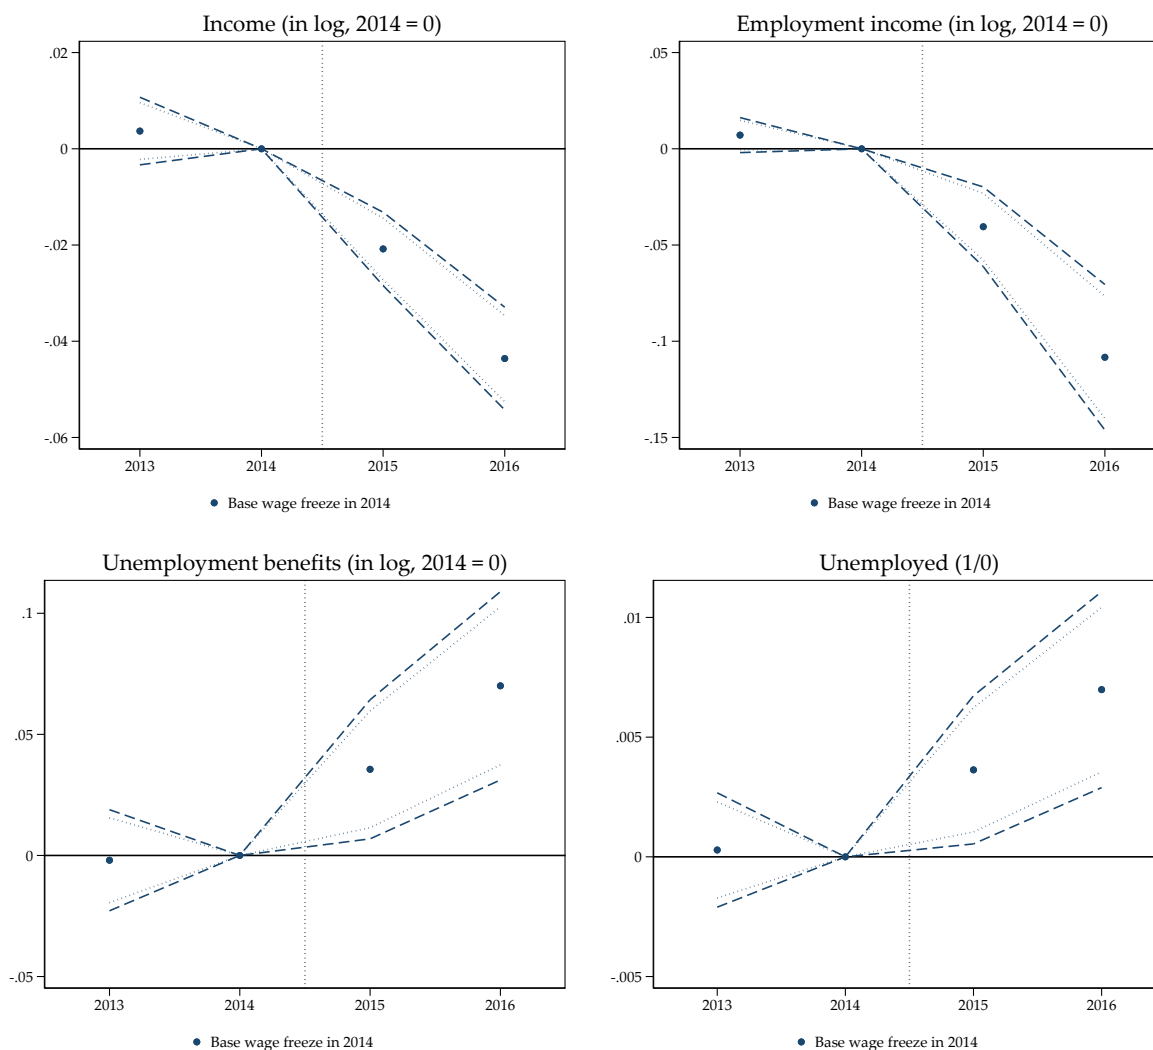 Income (in log, 2014 = 0)
.02
0
-.02
-.04
-.06
2013 2014 2015 2016
Base wage freeze in 2014
Employment income (in log, 2014 = 0)
.05
0
-.05
-.1
-.15
2013 2014 2015 2016
Base wage freeze in 2014
Unemployment benefits (in log, 2014 = 0)
.1
.05
0
-.05
2013 2014 2015 2016
Base wage freeze in 2014
Unemployed (1/0)
.01
.005
0
-.005
2013 2014 2015 2016
Base wage freeze in 2014